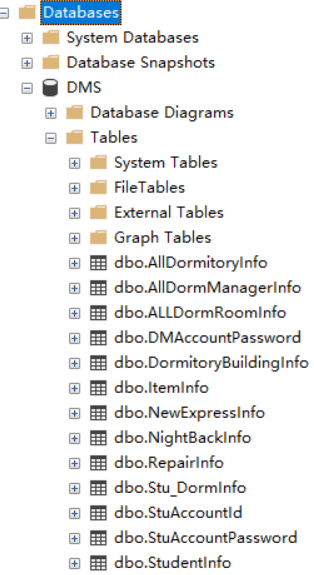 Databases
System Databases
Database Snapshots
DMS
Database Diagrams
Tables
System Tables
FileTables
External Tables
Graph Tables
dbo.AllDormitoryInfo
dbo.AllDormManagerInfo
dbo.ALLDormRoomInfo
dbo.DMAccountPassword
dbo.DormitoryBuildingInfo
dbo.ItemInfo
dbo.NewExpressInfo
dbo.NightBackInfo
dbo.RepairInfo
dbo.Stu_DormInfo
dbo.StuAccountId
dbo.StuAccountPassword
dbo.StudentInfo